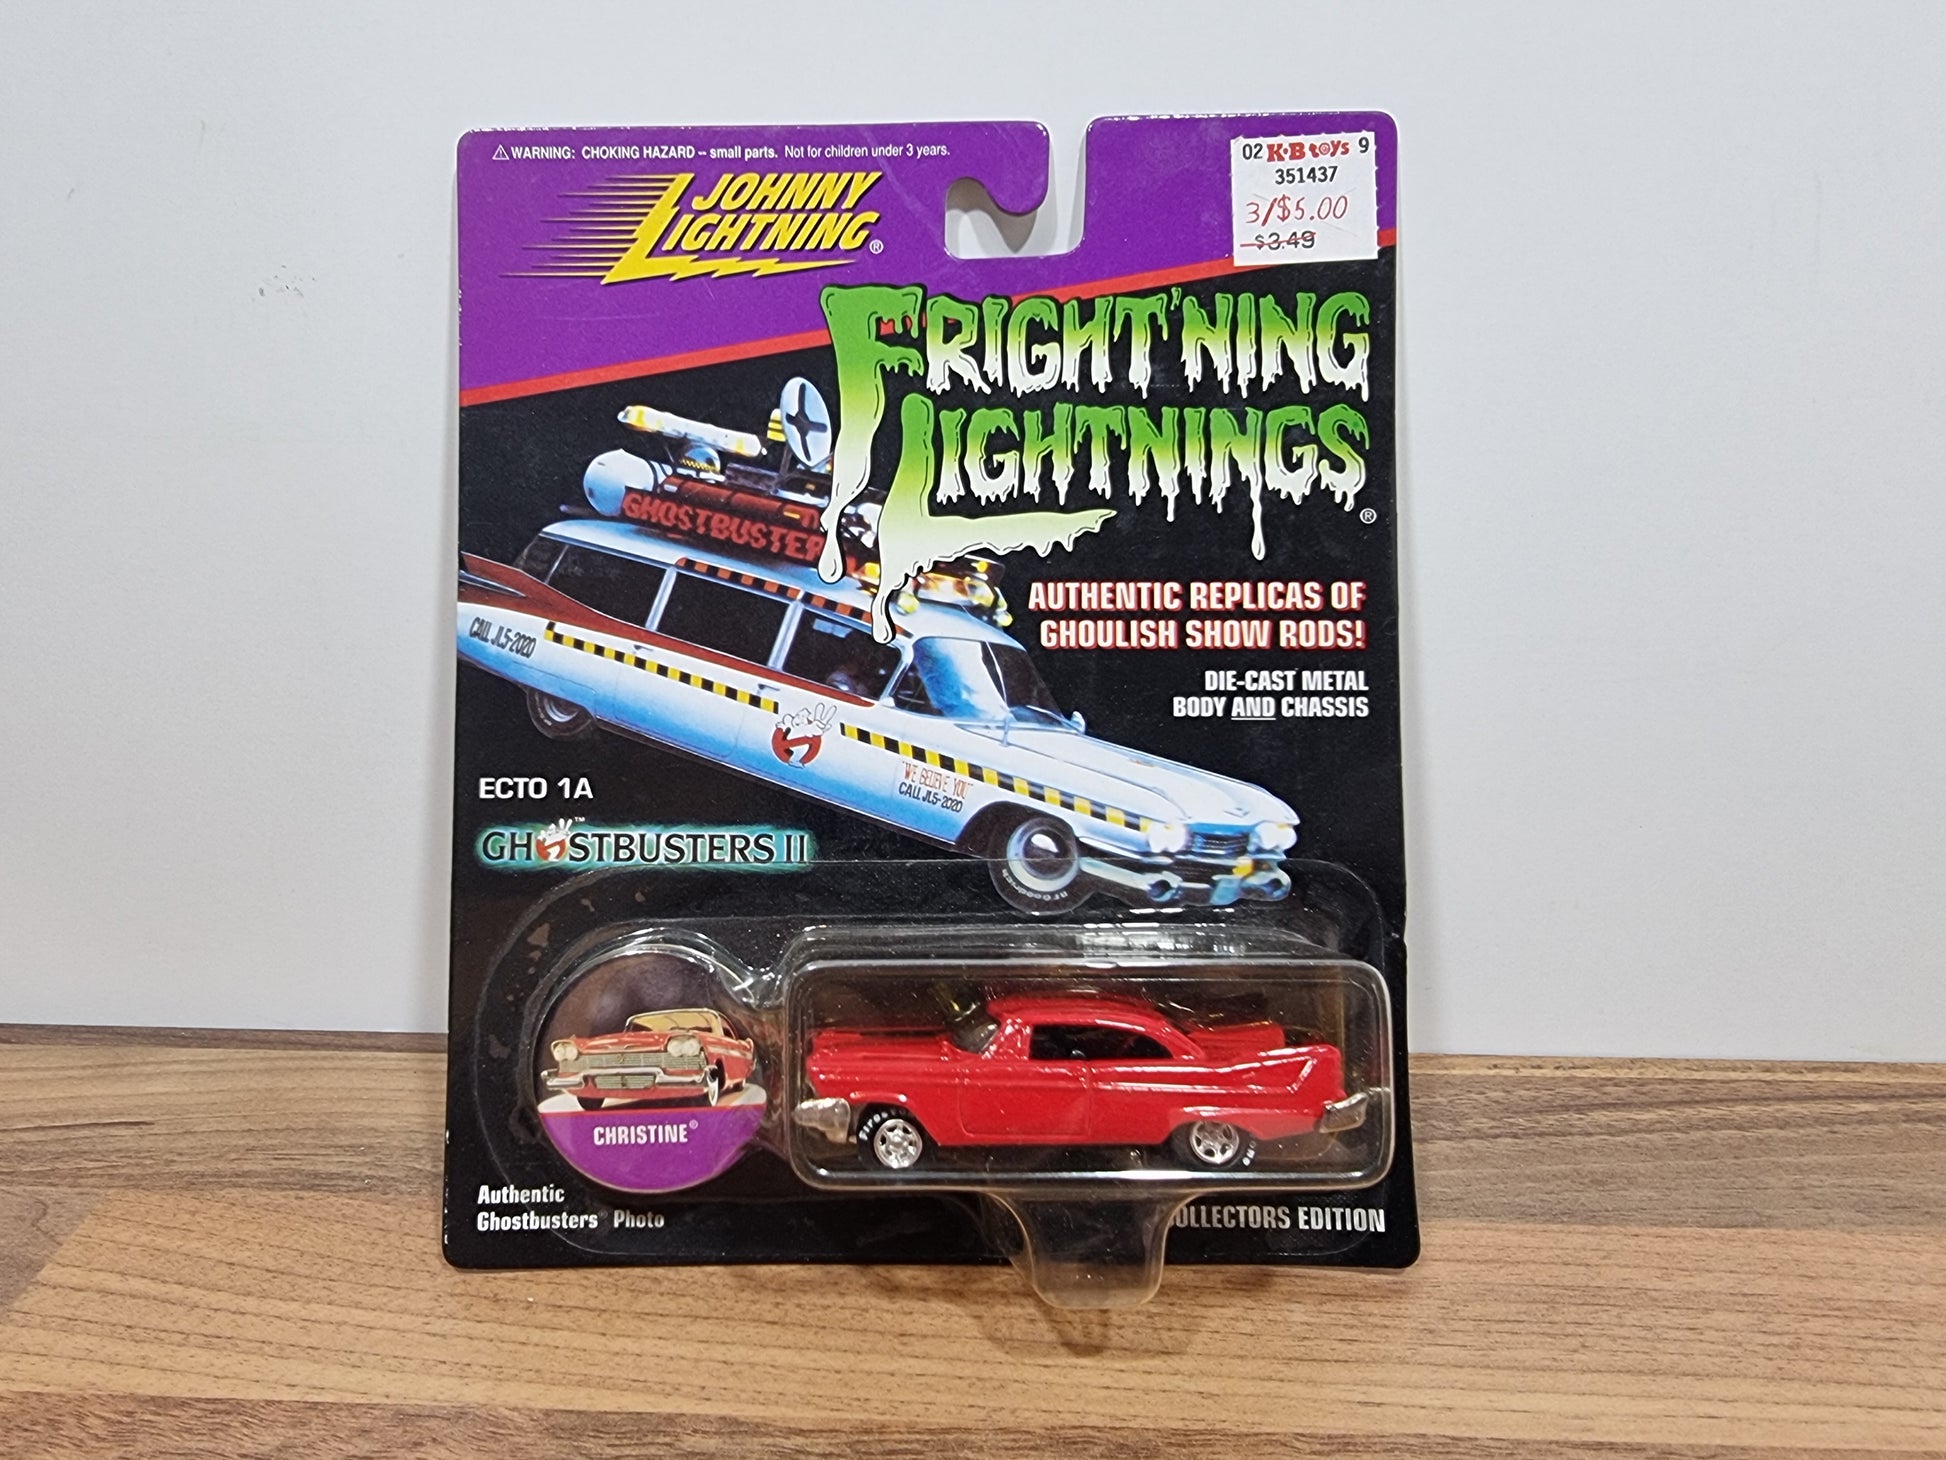 ⚠ WARNING: CHOKING HAZARD – small parts. Not for children under 3 years.
JOHNNY
LIGHTNING®
02 K·B toys 9
351437
3/$5.00
$3.49
FRIGHT'NING
LIGHTNINGS®
GHOSTBUSTER
AUTHENTIC REPLICAS OF
GHOULISH SHOW RODS!
DIE-CAST METAL
BODY AND CHASSIS
CALL JL5-2020
"WE BELIEVE YOU"
CALL JL5-2020
ECTO 1A
GHOSTBUSTERS II™
CHRISTINE®
Authentic
Ghostbusters® Photo
COLLECTORS EDITION